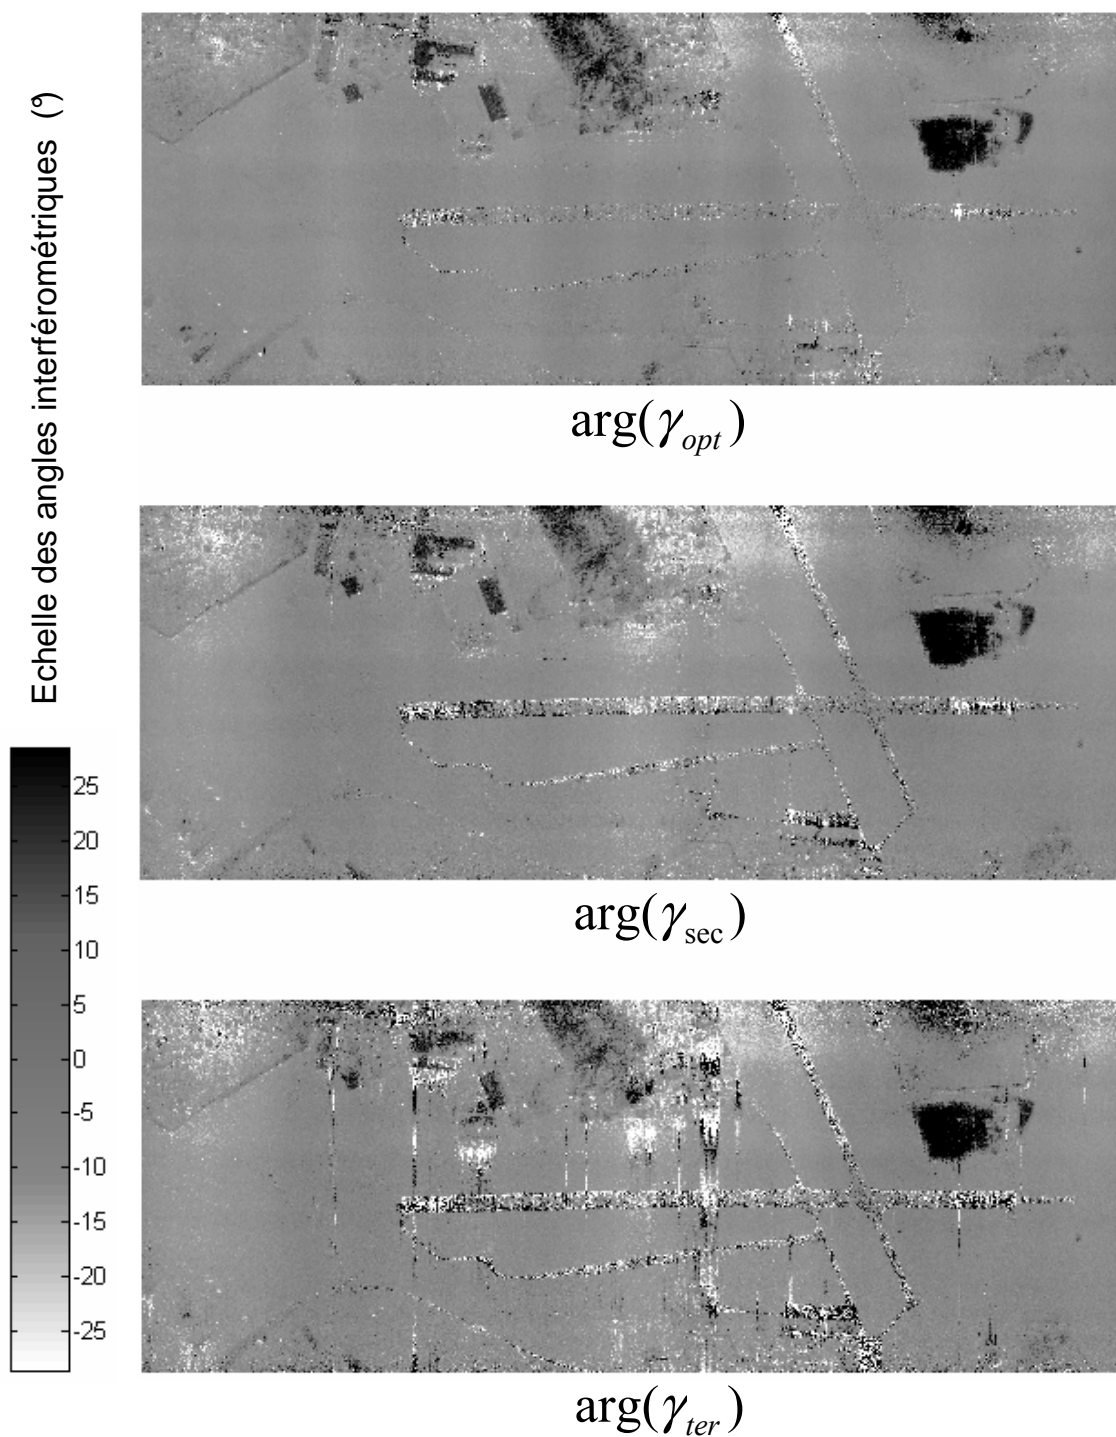 Echelle des angles interférométriques (°)
arg(γopt)
arg(γsec)
25
20
15
10
5
0
-5
-10
-15
-20
-25
arg(γter)